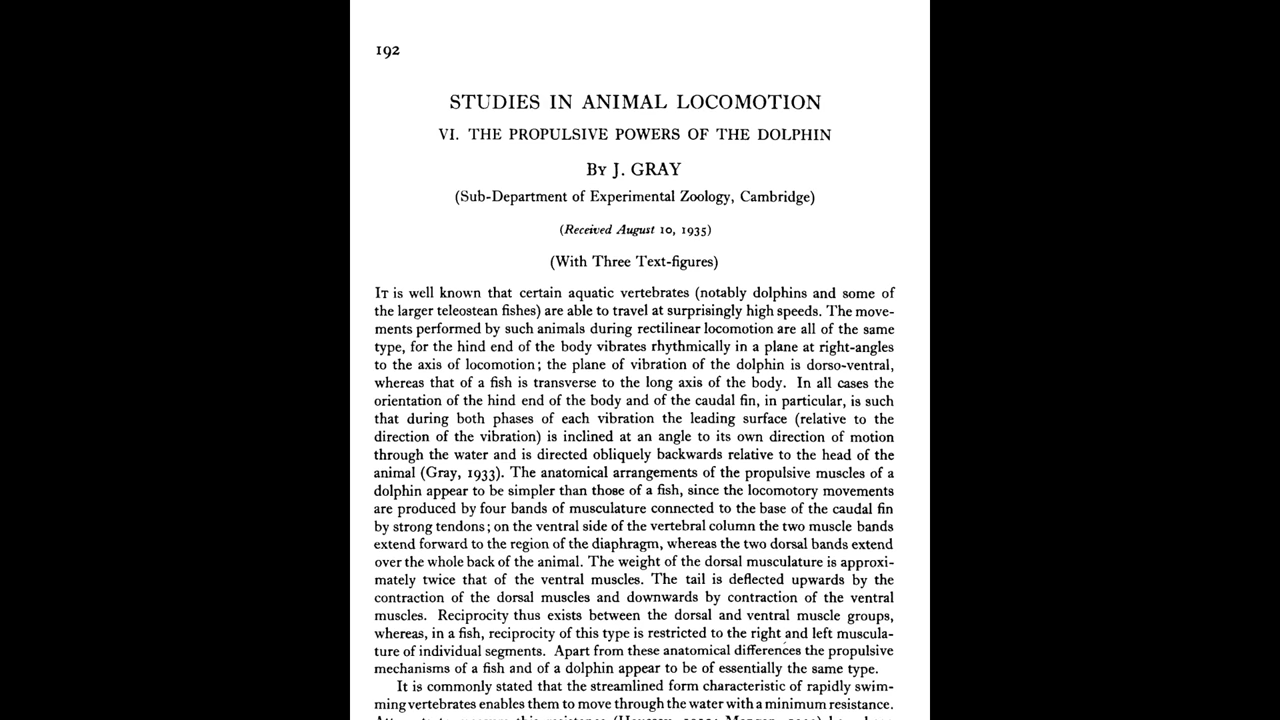 192
STUDIES IN ANIMAL LOCOMOTION
VI. THE PROPULSIVE POWERS OF THE DOLPHIN
BY J. GRAY
(Sub-Department of Experimental Zoology, Cambridge)
(Received August 10, 1935)
(With Three Text-figures)
IT is well known that certain aquatic vertebrates (notably dolphins and some of
the larger teleostean fishes) are able to travel at surprisingly high speeds. The move-
ments performed by such animals during rectilinear locomotion are all of the same
type, for the hind end of the body vibrates rhythmically in a plane at right-angles
to the axis of locomotion; the plane of vibration of the dolphin is dorso-ventral,
whereas that of a fish is transverse to the long axis of the body. In all cases the
orientation of the hind end of the body and of the caudal fin, in particular, is such
that during both phases of each vibration the leading surface (relative to the
direction of the vibration) is inclined at an angle to its own direction of motion
through the water and is directed obliquely backwards relative to the head of the
animal (Gray, 1933). The anatomical arrangements of the propulsive muscles of a
dolphin appear to be simpler than those of a fish, since the locomotory movements
are produced by four bands of musculature connected to the base of the caudal fin
by strong tendons; on the ventral side of the vertebral column the two muscle bands
extend forward to the region of the diaphragm, whereas the two dorsal bands extend
over the whole back of the animal. The weight of the dorsal musculature is approxi-
mately twice that of the ventral muscles. The tail is deflected upwards by the
contraction of the dorsal muscles and downwards by contraction of the ventral
muscles. Reciprocity thus exists between the dorsal and ventral muscle groups,
whereas, in a fish, reciprocity of this type is restricted to the right and left muscula-
ture of individual segments. Apart from these anatomical differences the propulsive
mechanisms of a fish and of a dolphin appear to be of essentially the same type.
It is commonly stated that the streamlined form characteristic of rapidly swim-
ming vertebrates enables them to move through the water with a minimum resistance.